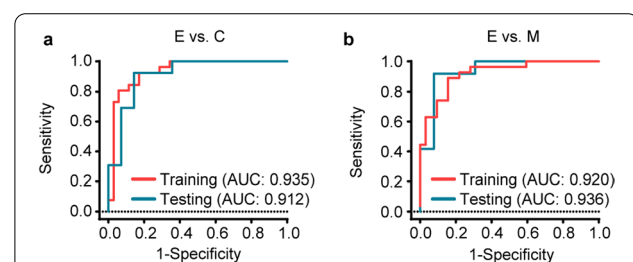 a
E vs. C
1.0
0.8
0.6
0.4
0.2
0.0
Sensitivity
Training (AUC: 0.935)
Testing (AUC: 0.912)
0.0 0.2 0.4 0.6 0.8 1.0
1-Specificity
b
E vs. M
1.0
0.8
0.6
0.4
0.2
0.0
Sensitivity
Training (AUC: 0.920)
Testing (AUC: 0.936)
0.0 0.2 0.4 0.6 0.8 1.0
1-Specificity